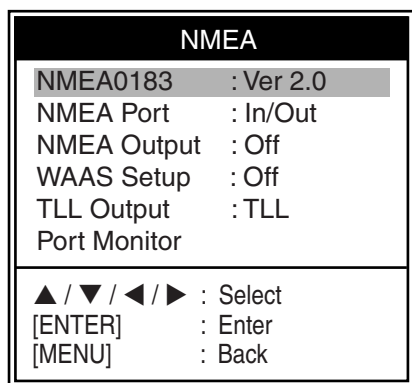 NMEA
NMEA0183 : Ver 2.0
NMEA Port : In/Out
NMEA Output : Off
WAAS Setup : Off
TLL Output : TLL
Port Monitor
▲ / ▼ / ◀ / ▶ : Select
[ENTER] : Enter
[MENU] : Back